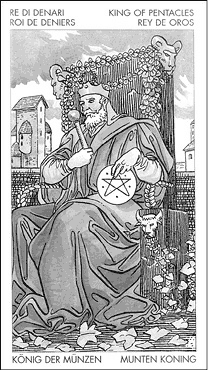 RE DI DENARI
ROI DE DENIERS
KING OF PENTACLES
REY DE OROS
KÖNIG DER MÜNZEN
MUNTEN KONING